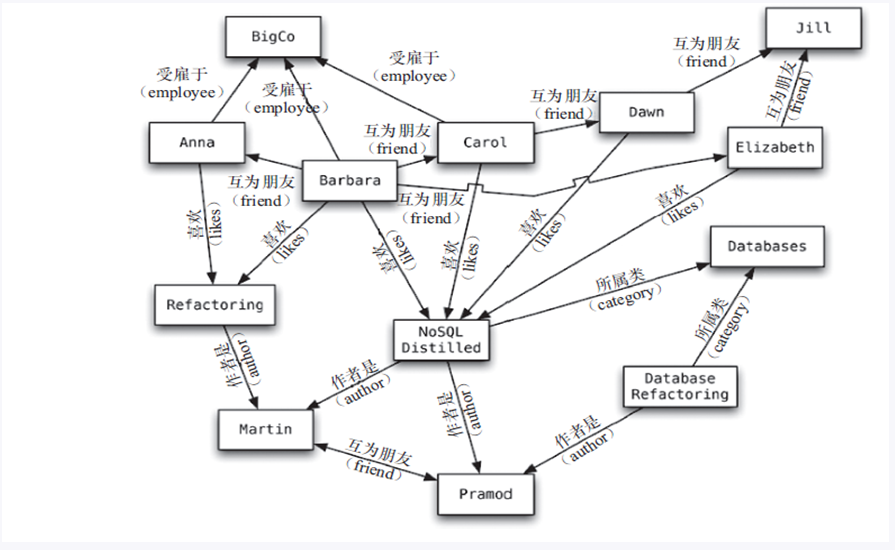 BigCo
Jill
互为朋友
(friend)
受雇于
(employee)
受雇于
(employee)
受雇于
(employee)
互为朋友
(friend)
互为朋友
(friend)
Dawn
Anna
互为朋友
(friend)
Carol
Elizabeth
Barbara
互为朋友
(friend)
互为朋友
(friend)
喜欢
(likes)
喜欢
(likes)
喜欢
(likes)
喜欢
(likes)
喜欢
(likes)
喜欢
(likes)
Databases
所属类
(category)
Refactoring
NoSQL
Distilled
所属类
(category)
作者是
(author)
作者是
(author)
作者是
(author)
Database
Refactoring
Martin
作者是
(author)
互为朋友
(friend)
Pramod